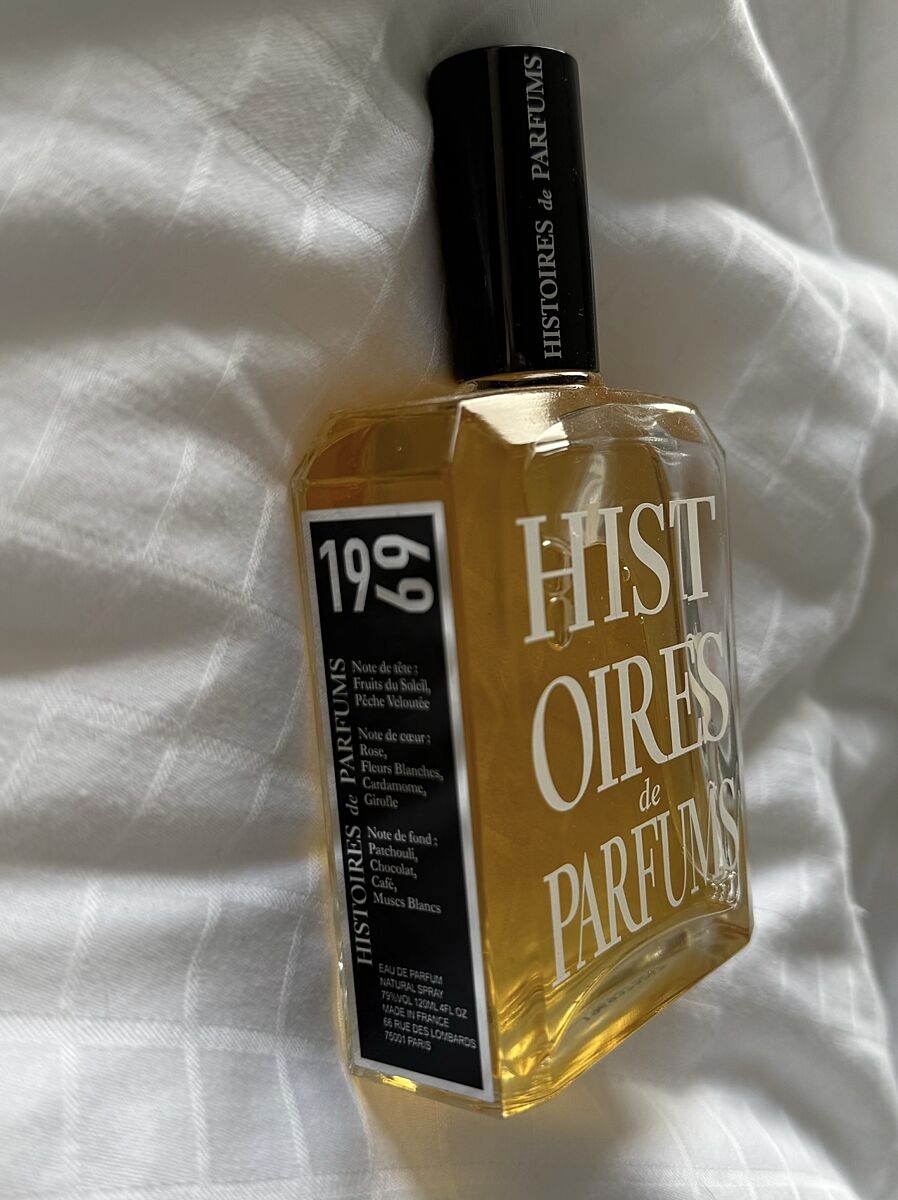 HISTOIRES de PARFUMS
HIST
OIRES
de
PARFUMS
1969
HISTOIRES de PARFUMS
Note de tête :
Fruits du Soleil,
Pêche Veloutée
Note de cœur :
Rose,
Fleurs Blanches,
Cardamome,
Girofle
Note de fond :
Patchouli,
Chocolat,
Café,
Muscs Blancs
EAU DE PARFUM
NATURAL SPRAY
79%VOL 120ML 4FL OZ
MADE IN FRANCE
66 RUE DES LOMBARDS
75001 PARIS